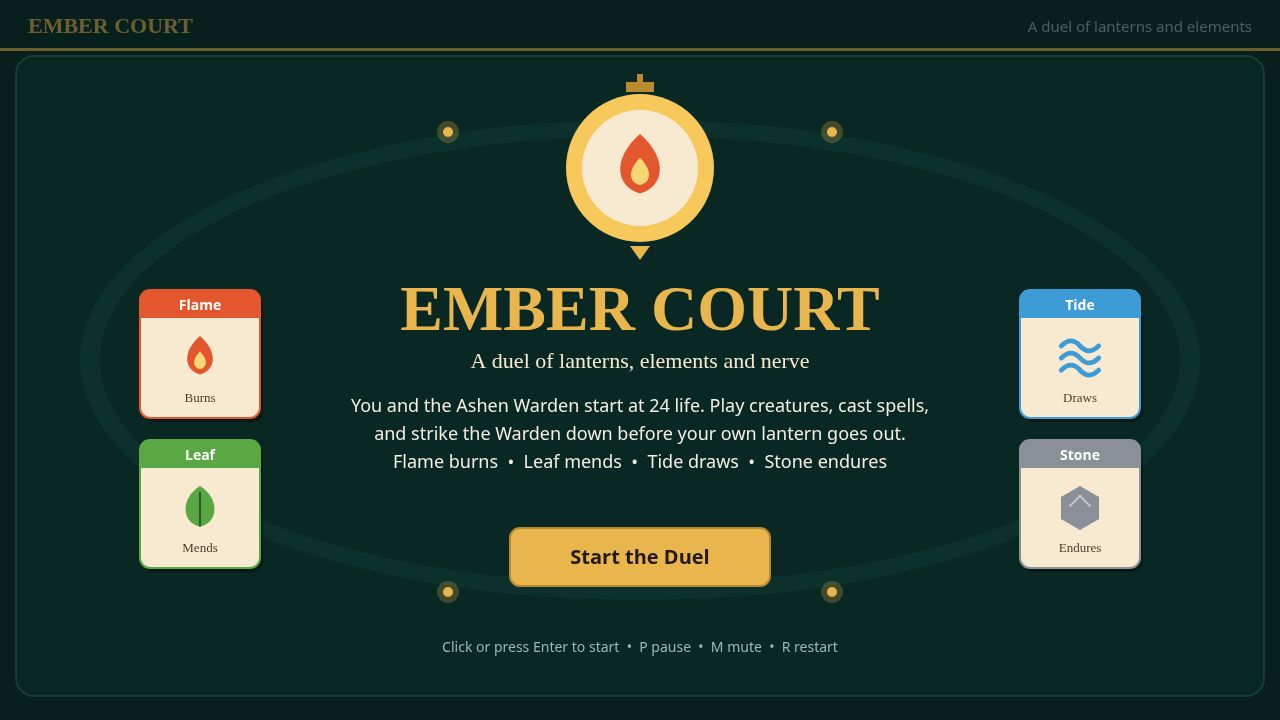 EMBER COURT
A duel of lanterns and elements
EMBER COURT
A duel of lanterns, elements and nerve
You and the Ashen Warden start at 24 life. Play creatures, cast spells,
and strike the Warden down before your own lantern goes out.
Flame burns • Leaf mends • Tide draws • Stone endures
Flame
Burns
Leaf
Mends
Tide
Draws
Stone
Endures
Start the Duel
Click or press Enter to start • P pause • M mute • R restart